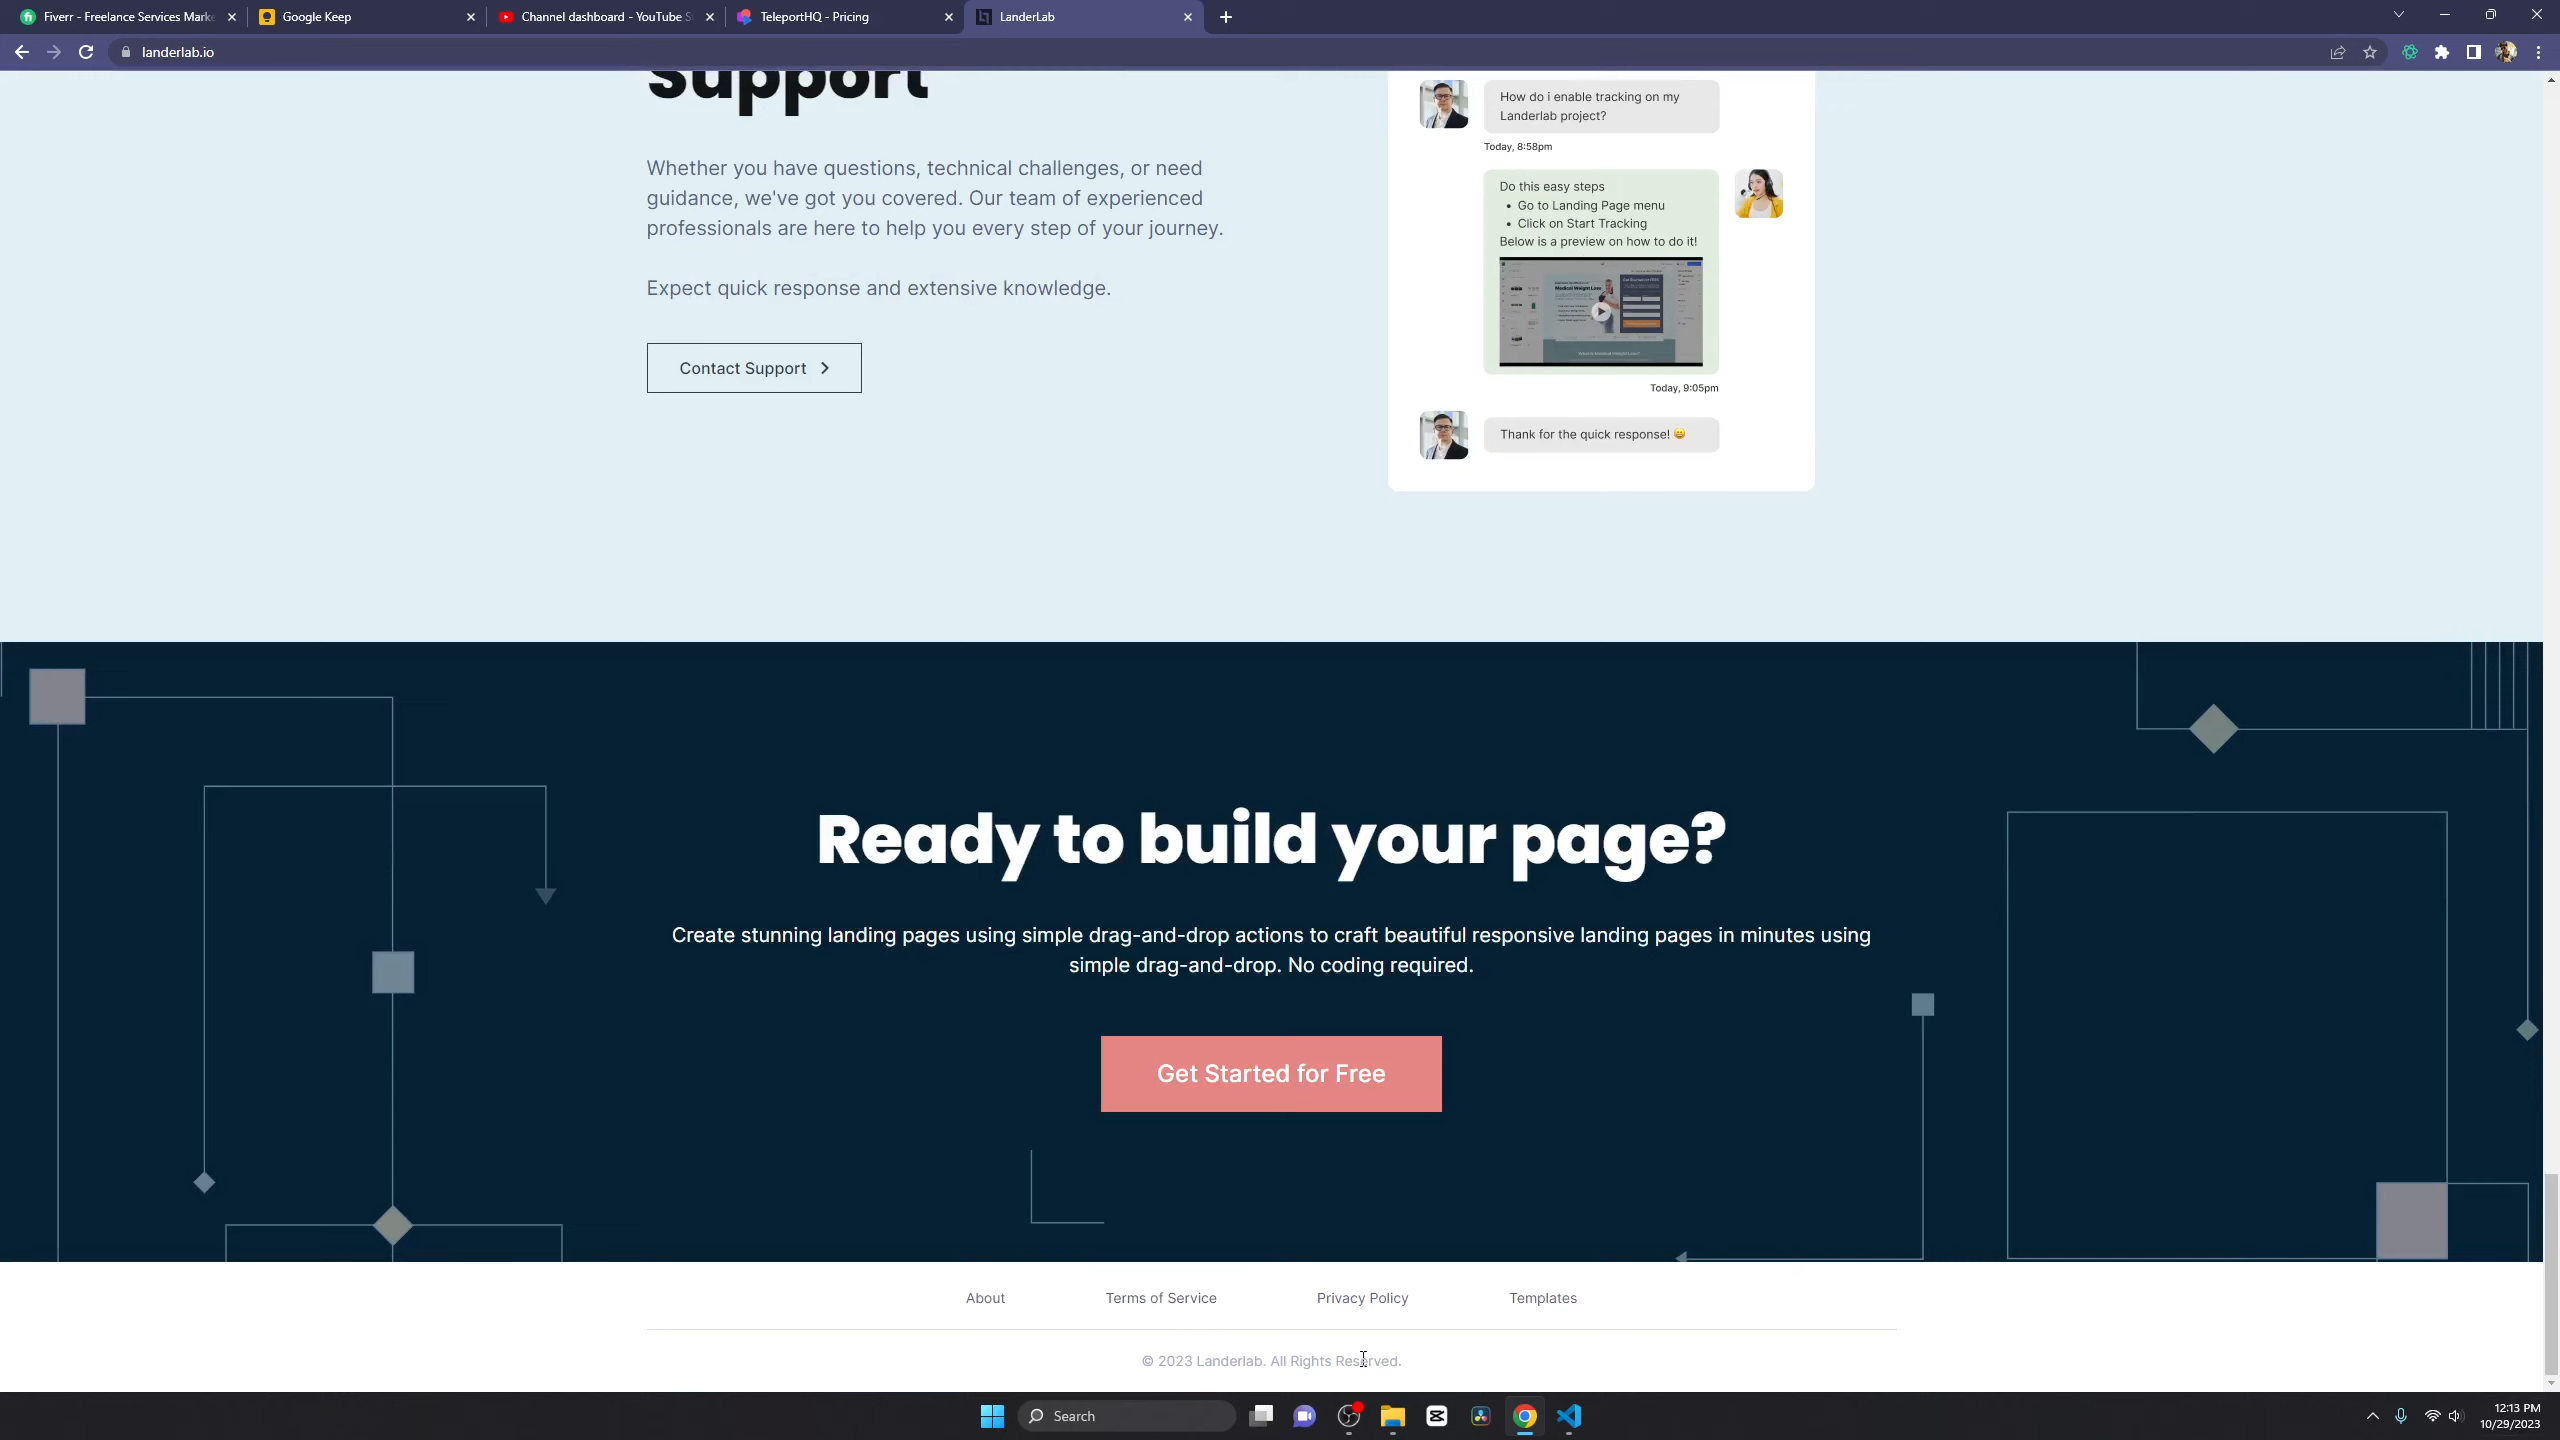 Fiverr - Freelance Services Mark
Google Keep
Channel dashboard - YouTube S
TeleportHQ - Pricing
LanderLab
landerlab.io
Support
Whether you have questions, technical challenges, or need
guidance, we've got you covered. Our team of experienced
professionals are here to help you every step of your journey.
Expect quick response and extensive knowledge.
Contact Support
How do i enable tracking on my
Landerlab project?
Today, 8:58pm
Do this easy steps
• Go to Landing Page menu
• Click on Start Tracking
Below is a preview on how to do it!
Medical Weight Loss
Today, 9:05pm
Thank for the quick response! 😄
Ready to build your page?
Create stunning landing pages using simple drag-and-drop actions to craft beautiful responsive landing pages in minutes using
simple drag-and-drop. No coding required.
Get Started for Free
About
Terms of Service
Privacy Policy
Templates
© 2023 Landerlab. All Rights Reserved.
Search
12:13 PM
10/29/2023